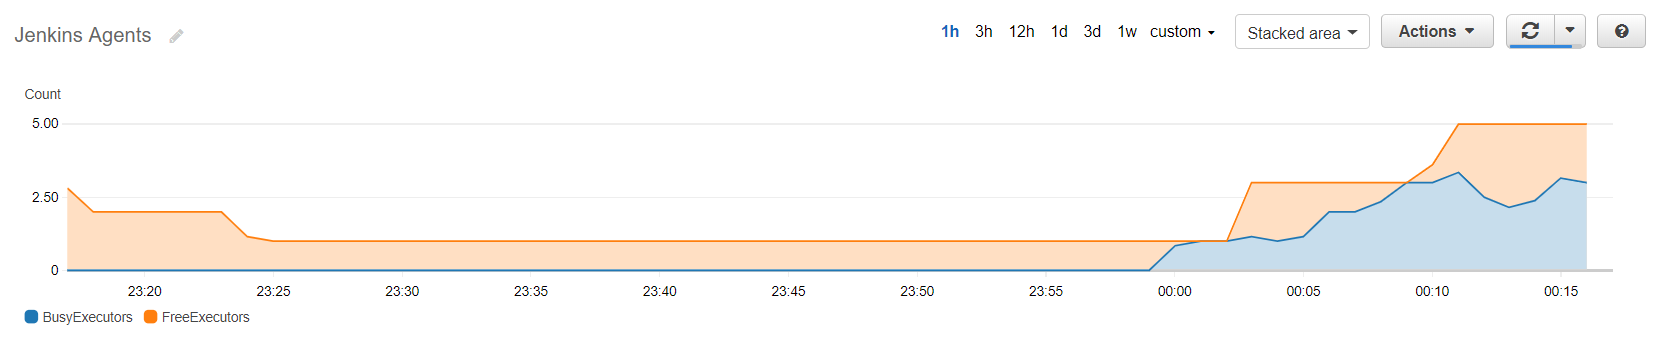 Jenkins Agents 1h 3h 12h 1d 3d 1w custom Stacked area Actions ?
Count
5.00
2.50
0
23:20 23:25 23:30 23:35 23:40 23:45 23:50 23:55 00:00 00:05 00:10 00:15
BusyExecutors FreeExecutors